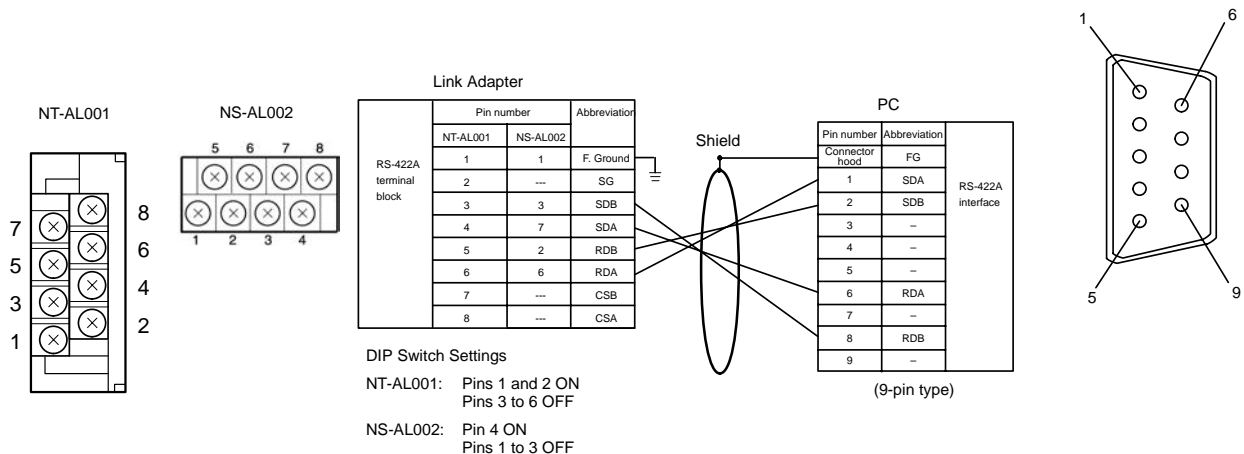 NT-AL001
7
5
3
1
8
6
4
2
NS-AL002
5 6 7 8
1 2 3 4
Link Adapter
RS-422A
terminal
block
Pin number Abbreviation
NT-AL001 NS-AL002
1 1 F. Ground
2 --- SG
3 3 SDB
4 7 SDA
5 2 RDB
6 6 RDA
7 --- CSB
8 --- CSA
DIP Switch Settings
NT-AL001: Pins 1 and 2 ON
Pins 3 to 6 OFF
NS-AL002: Pin 4 ON
Pins 1 to 3 OFF
Shield
PC
Pin number Abbreviation
Connector
hood FG
1 SDA
2 SDB
3 –
4 –
5 –
6 RDA
7 –
8 RDB
9 –
RS-422A
interface
(9-pin type)
1 6
5 9